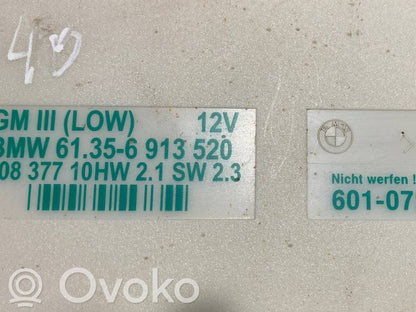 GM III (LOW) 12V
BMW 61.35-6 913 520
08 377 10HW 2.1 SW 2.3
Nicht werfen !
601-07
OVOKO